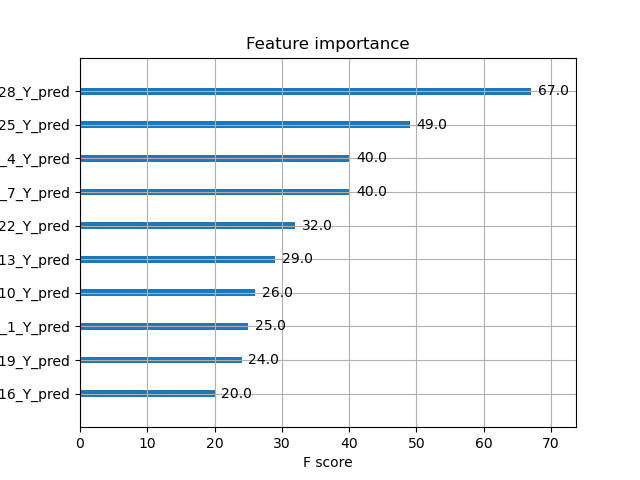 Feature importance
28_Y_pred 67.0
25_Y_pred 49.0
_4_Y_pred 40.0
_7_Y_pred 40.0
22_Y_pred 32.0
13_Y_pred 29.0
10_Y_pred 26.0
_1_Y_pred 25.0
19_Y_pred 24.0
16_Y_pred 20.0
0 10 20 30 40 50 60 70
F score